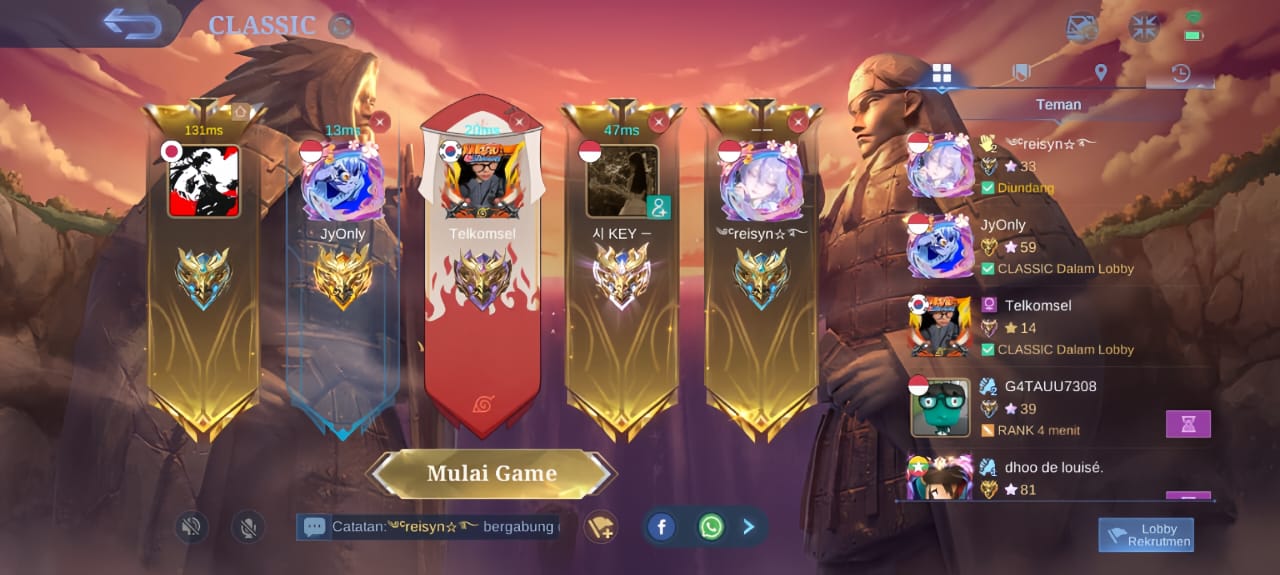 CLASSIC
131ms
13ms
20ms
47ms
——
JyOnly
Telkomsel
시 KEY ㅡ
༄ᶜreisyn☆࿐
Mulai Game
Catatan:༄ᶜreisyn☆࿐ bergabung
Teman
༄ᶜreisyn☆࿐
33
Diundang
JyOnly
59
CLASSIC Dalam Lobby
Telkomsel
14
CLASSIC Dalam Lobby
G4TAUU7308
39
RANK 4 menit
dhoo de louisé.
81
Lobby
Rekrutmen